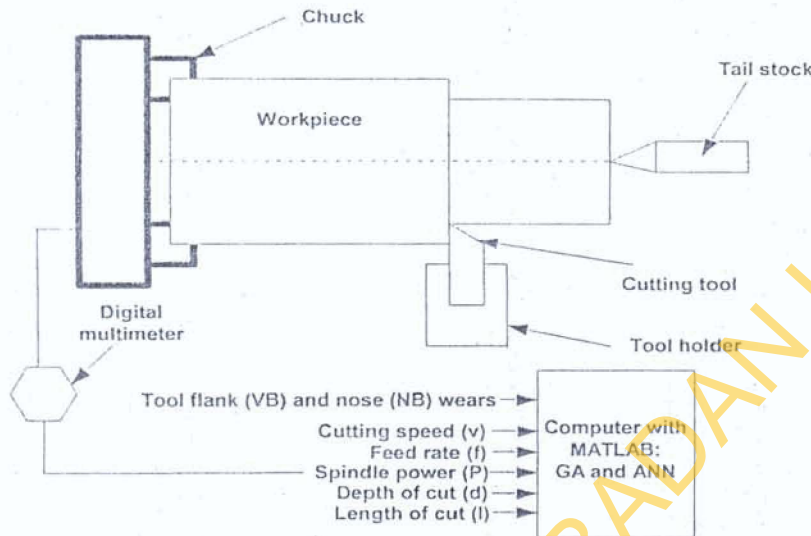 Chuck
Tail stock
Workpiece
Cutting tool
Digital
multimeter
Tool holder
Tool flank (VB) and nose (NB) wears
Cutting speed (v)
Feed rate (f)
Spindle power (P)
Depth of cut (d)
Length of cut (l)
Computer with
MATLAB:
GA and ANN
RADAN